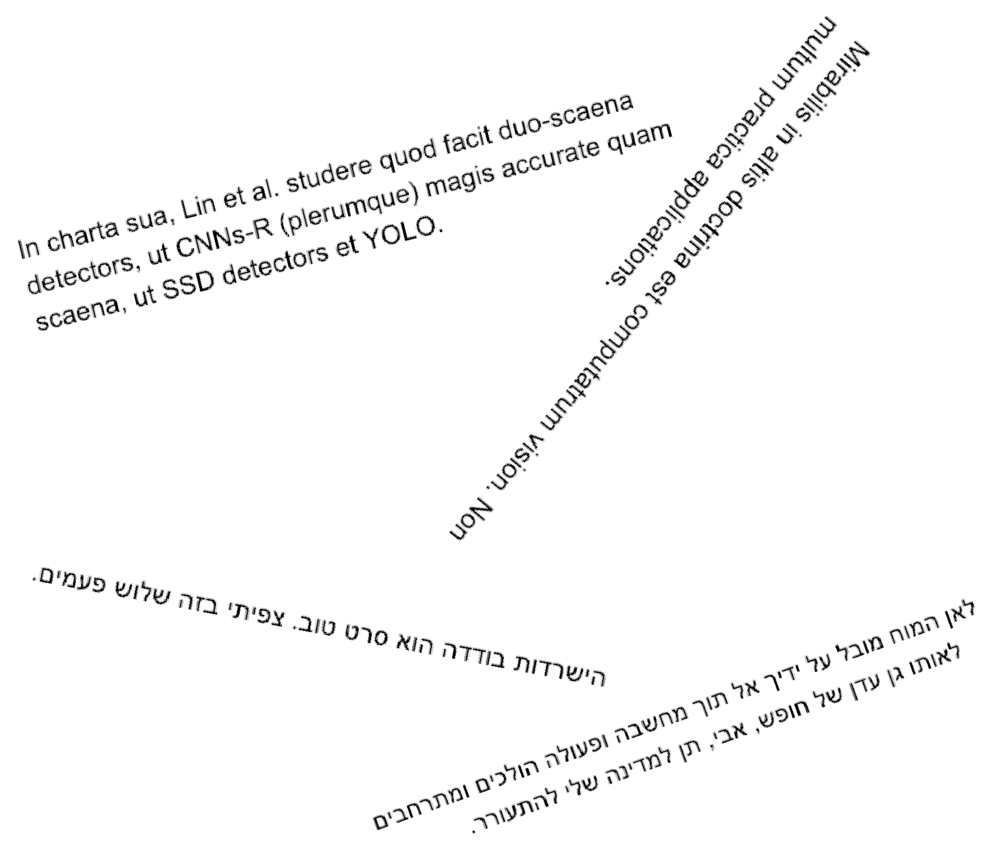 In charta sua, Lin et al. studere quod facit duo-scaena
detectors, ut CNNs-R (plerumque) magis accurate quam
scaena, ut SSD detectors et YOLO.
Mirabilis in altis doctrina est computatrum vision. Non
multum practica applications.
הישרדות בודדה הוא סרט טוב. צפיתי בזה שלוש פעמים.
לאן המוח מובל על ידיך אל תוך מחשבה ופעולה הולכים ומתרחבים
לאותו גן עדן של חופש, אבי, תן למדינה שלי להתעורר.